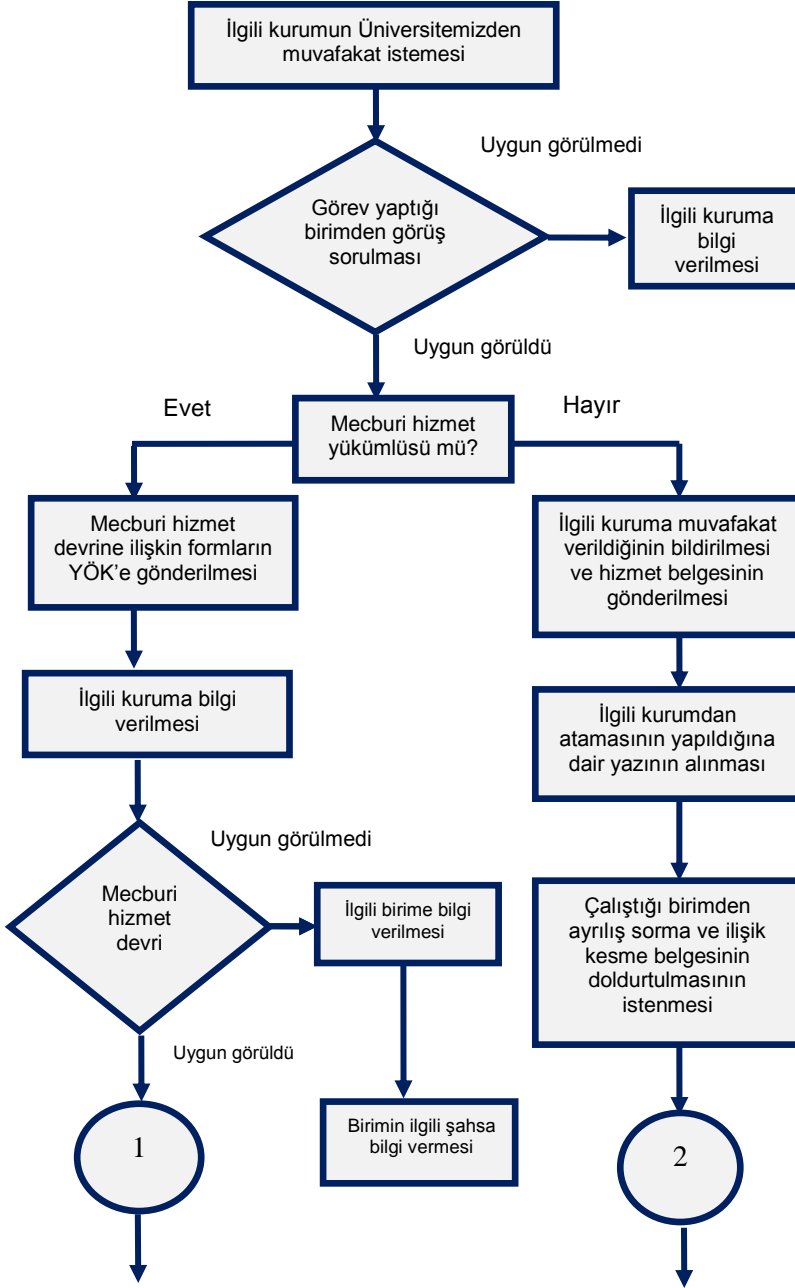 İlgili kurumun Üniversitemizden
muvafakat istemesi
Uygun görülmedi
Görev yaptığı
birimden görüş
sorulması
İlgili kuruma
bilgi
verilmesi
Uygun görüldü
Evet
Hayır
Mecburi hizmet
yükümlüsü mü?
Mecburi hizmet
devrine ilişkin formların
YÖK’e gönderilmesi
İlgili kuruma muvafakat
verildiğinin bildirilmesi
ve hizmet belgesinin
gönderilmesi
İlgili kuruma bilgi
verilmesi
İlgili kurumdan
atamasının yapıldığına
dair yazının alınması
Uygun görülmedi
Mecburi
hizmet
devri
İlgili birime bilgi
verilmesi
Çalıştığı birimden
ayrılış sorma ve ilişik
kesme belgesinin
doldurtulmasının
istenmesi
Uygun görüldü
Birimin ilgili şahsa
bilgi vermesi
1
2